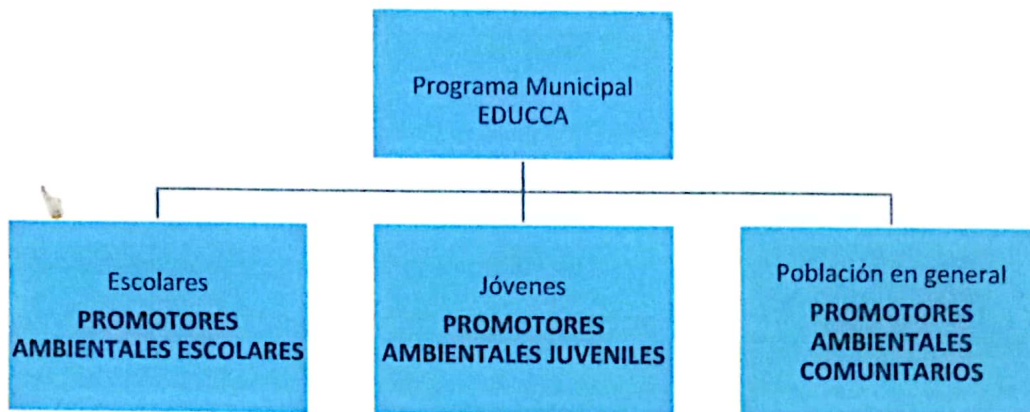 Programa Municipal
EDUCCA
Escolares
PROMOTORES
AMBIENTALES ESCOLARES
Jóvenes
PROMOTORES
AMBIENTALES JUVENILES
Población en general
PROMOTORES
AMBIENTALES
COMUNITARIOS